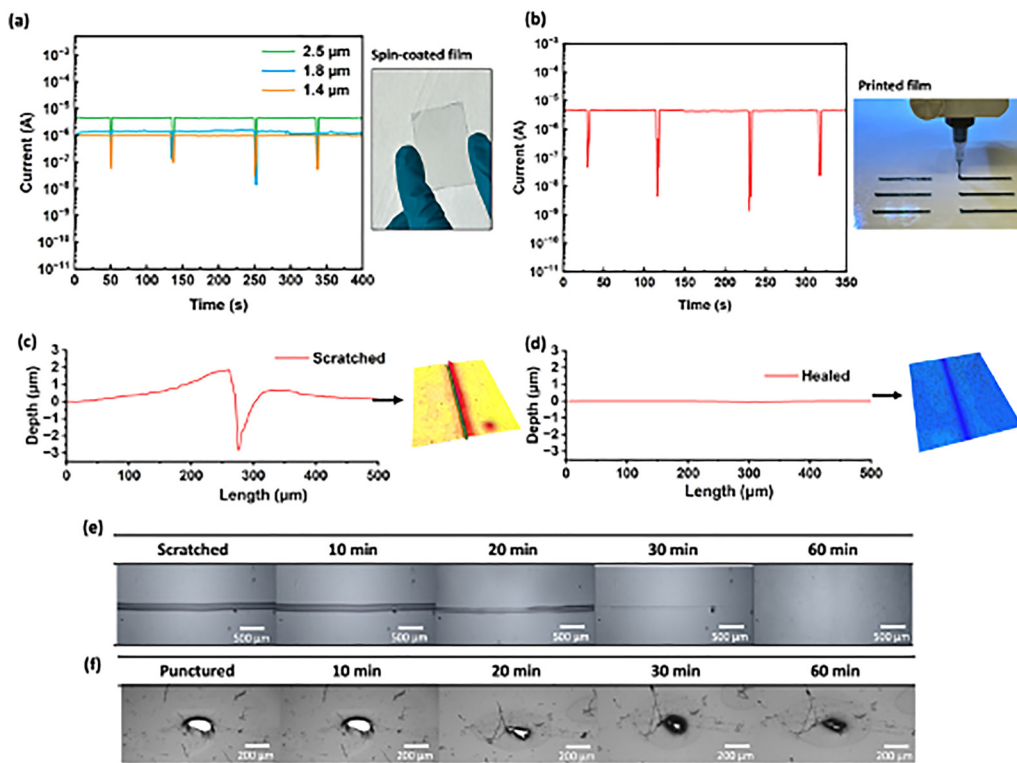 (a)
Spin-coated film
2.5 µm
1.8 µm
1.4 µm
Current (A)
10⁻³
10⁻⁴
10⁻⁵
10⁻⁶
10⁻⁷
10⁻⁸
10⁻⁹
10⁻¹⁰
10⁻¹¹
0 50 100 150 200 250 300 350 400
Time (s)
(b)
Printed film
Current (A)
10⁻³
10⁻⁴
10⁻⁵
10⁻⁶
10⁻⁷
10⁻⁸
10⁻⁹
10⁻¹⁰
10⁻¹¹
0 50 100 150 200 250 300 350
Time (s)
(c)
Scratched
Depth (µm)
3
2
1
0
−1
−2
−3
0 100 200 300 400 500
Length (µm)
(d)
Healed
Depth (µm)
3
2
1
0
−1
−2
−3
0 100 200 300 400 500
Length (µm)
(e)
Scratched 10 min 20 min 30 min 60 min
500 µm 500 µm 500 µm 500 µm 500 µm
(f)
Punctured 10 min 20 min 30 min 60 min
200 µm 200 µm 200 µm 200 µm 200 µm